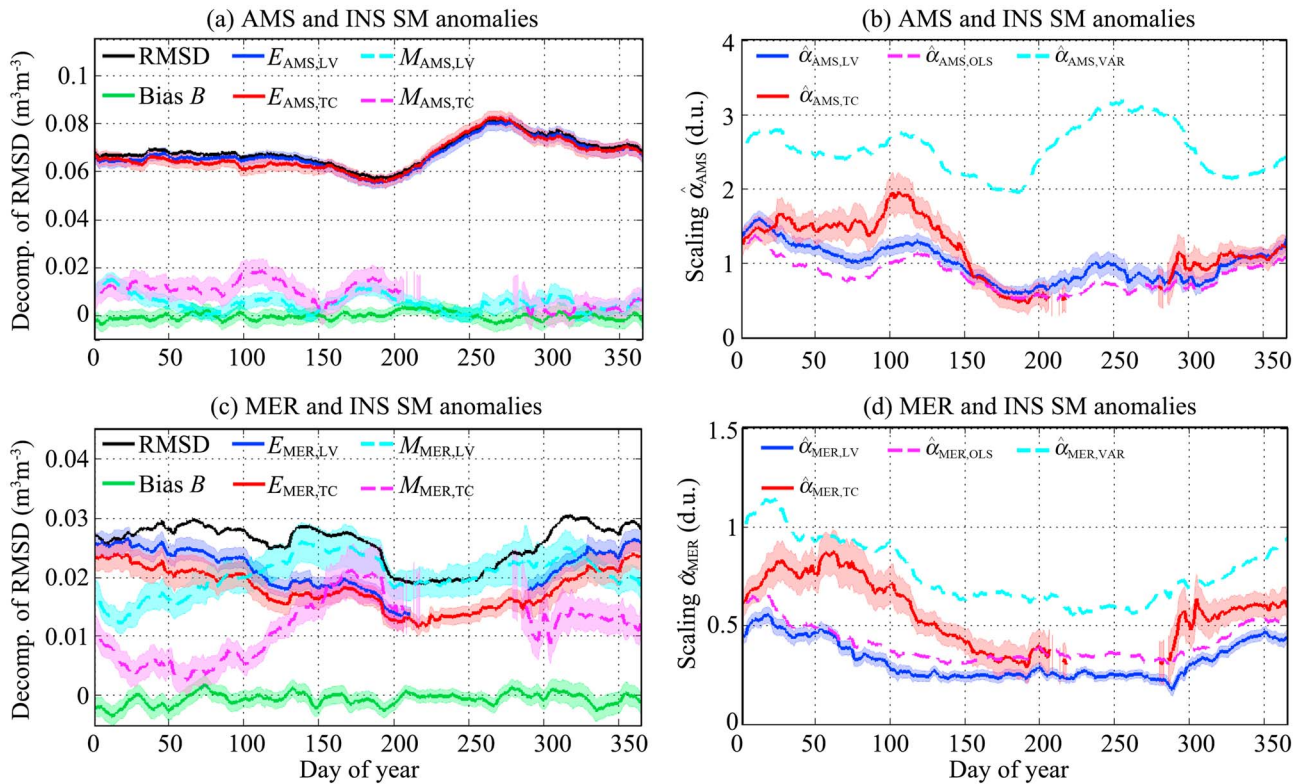 (a) AMS and INS SM anomalies
Decomp. of RMSD (m³m⁻³)
0.1
0.08
0.06
0.04
0.02
0
RMSD E_AMS,LV M_AMS,LV
Bias B E_AMS,TC M_AMS,TC
0 50 100 150 200 250 300 350
(b) AMS and INS SM anomalies
Scaling α̂_AMS (d.u.)
4
3
2
1
0
α̂_AMS,LV α̂_AMS,OLS α̂_AMS,VAR
α̂_AMS,TC
0 50 100 150 200 250 300 350
(c) MER and INS SM anomalies
Decomp. of RMSD (m³m⁻³)
0.04
0.03
0.02
0.01
0
RMSD E_MER,LV M_MER,LV
Bias B E_MER,TC M_MER,TC
0 50 100 150 200 250 300 350
Day of year
(d) MER and INS SM anomalies
Scaling α̂_MER (d.u.)
1.5
1
0.5
0
α̂_MER,LV α̂_MER,OLS α̂_MER,VAR
α̂_MER,TC
0 50 100 150 200 250 300 350
Day of year